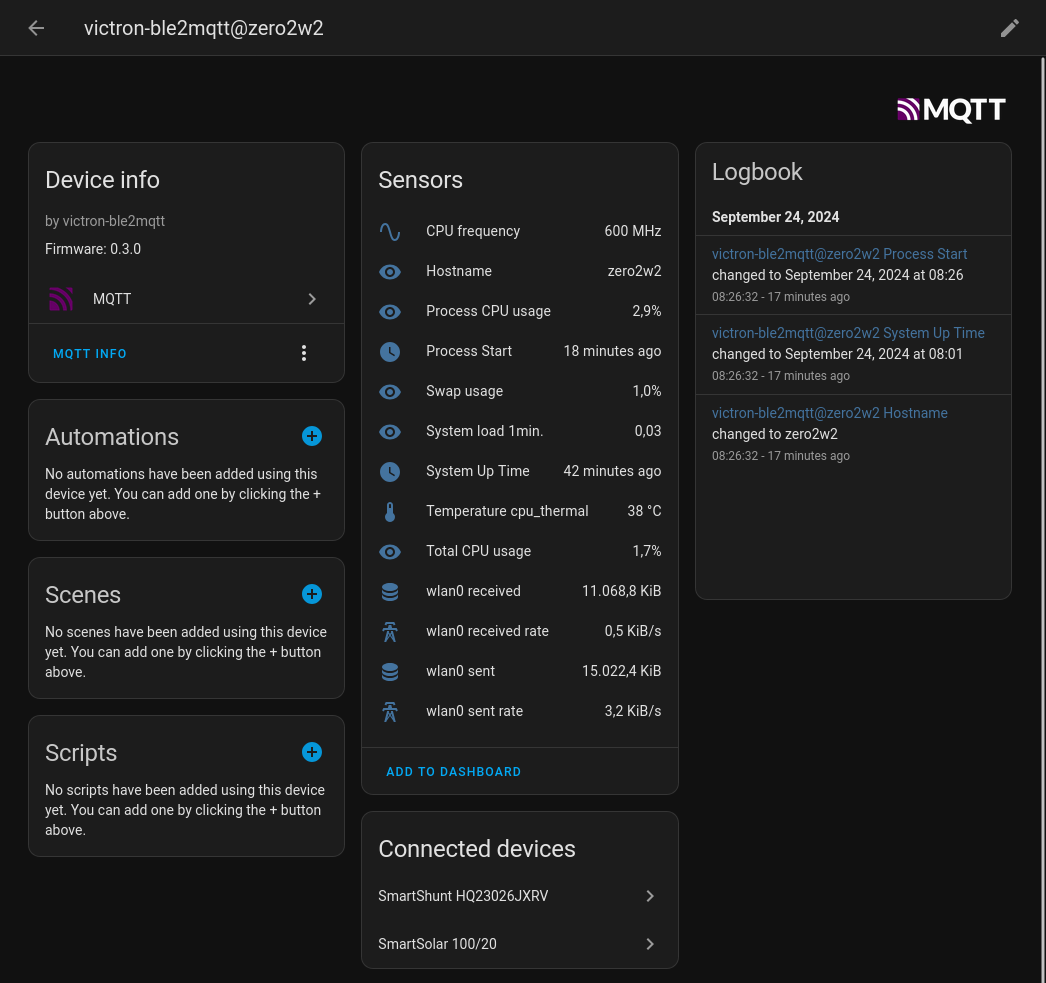 victron-ble2mqtt@zero2w2
MQTT
Device info
by victron-ble2mqtt
Firmware: 0.3.0
MQTT
MQTT INFO
Automations
No automations have been added using this
device yet. You can add one by clicking the +
button above.
Scenes
No scenes have been added using this device
yet. You can add one by clicking the + button
above.
Scripts
No scripts have been added using this device
yet. You can add one by clicking the + button
above.
Sensors
CPU frequency 600 MHz
Hostname zero2w2
Process CPU usage 2,9%
Process Start 18 minutes ago
Swap usage 1,0%
System load 1min. 0,03
System Up Time 42 minutes ago
Temperature cpu_thermal 38 °C
Total CPU usage 1,7%
wlan0 received 11.068,8 KiB
wlan0 received rate 0,5 KiB/s
wlan0 sent 15.022,4 KiB
wlan0 sent rate 3,2 KiB/s
ADD TO DASHBOARD
Connected devices
SmartShunt HQ23026JXRV
SmartSolar 100/20
Logbook
September 24, 2024
victron-ble2mqtt@zero2w2 Process Start
changed to September 24, 2024 at 08:26
08:26:32 - 17 minutes ago
victron-ble2mqtt@zero2w2 System Up Time
changed to September 24, 2024 at 08:01
08:26:32 - 17 minutes ago
victron-ble2mqtt@zero2w2 Hostname
changed to zero2w2
08:26:32 - 17 minutes ago